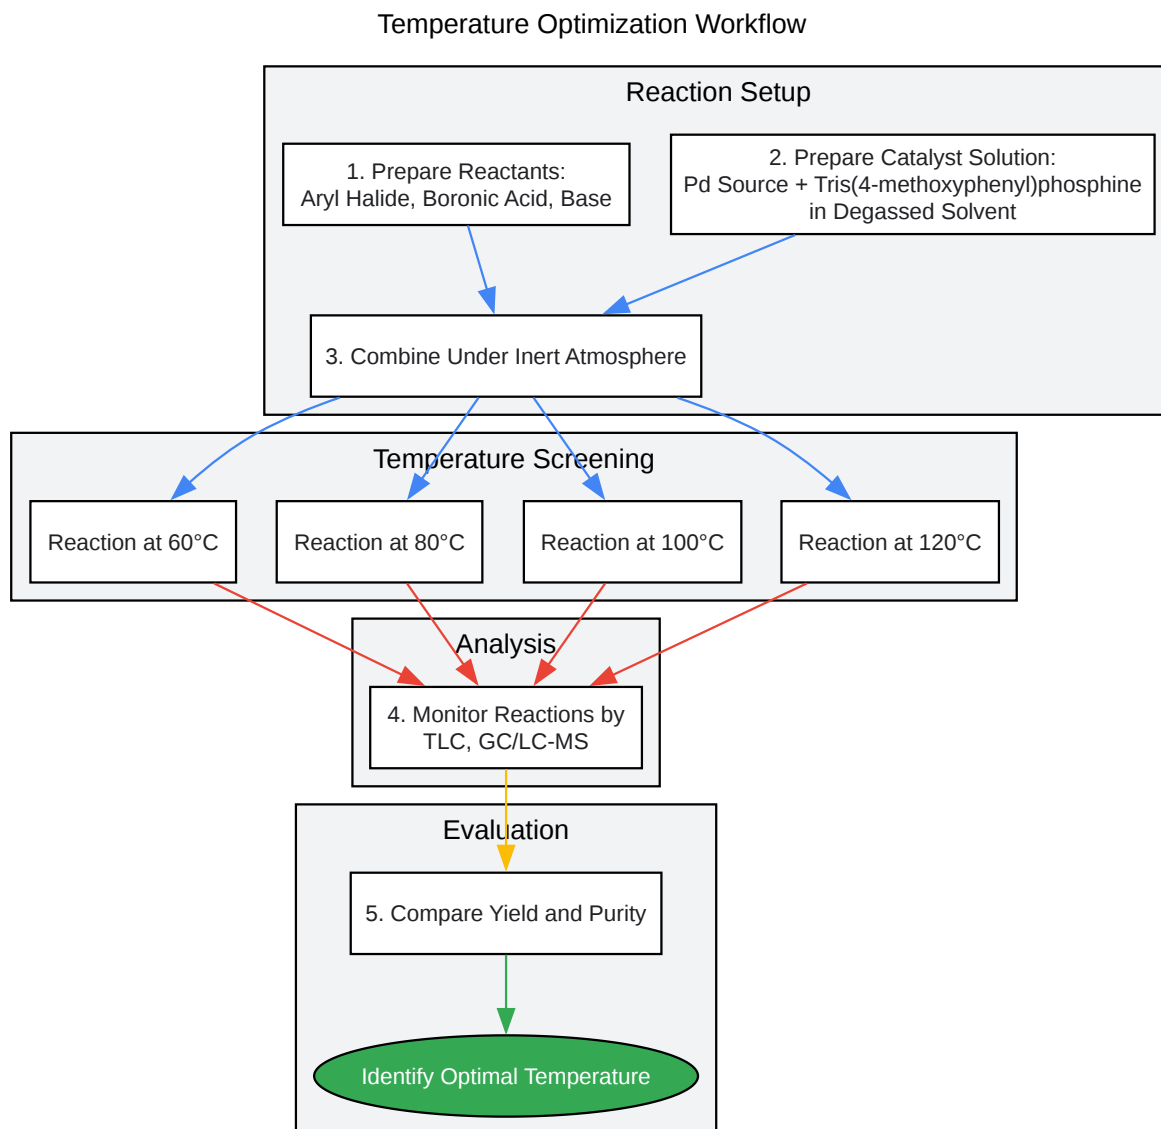 Temperature Optimization Workflow
Reaction Setup
1. Prepare Reactants:
Aryl Halide, Boronic Acid, Base
2. Prepare Catalyst Solution:
Pd Source + Tris(4-methoxyphenyl)phosphine
in Degassed Solvent
3. Combine Under Inert Atmosphere
Temperature Screening
Reaction at 60°C
Reaction at 80°C
Reaction at 100°C
Reaction at 120°C
Analysis
4. Monitor Reactions by
TLC, GC/LC-MS
Evaluation
5. Compare Yield and Purity
Identify Optimal Temperature